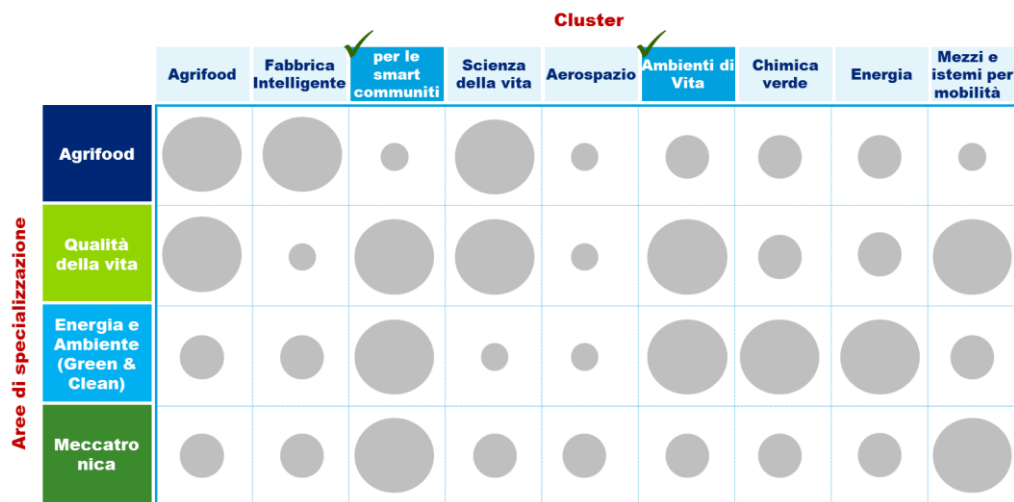 Cluster
Agrifood
Fabbrica
Intelligente
per le
smart
communiti
Scienza
della vita
Aerospazio
Ambienti di
Vita
Chimica
verde
Energia
Mezzi e
istemi per
mobilità
Aree di specializzazione
Agrifood
Qualità
della vita
Energia e
Ambiente
(Green &
Clean)
Meccatro
nica